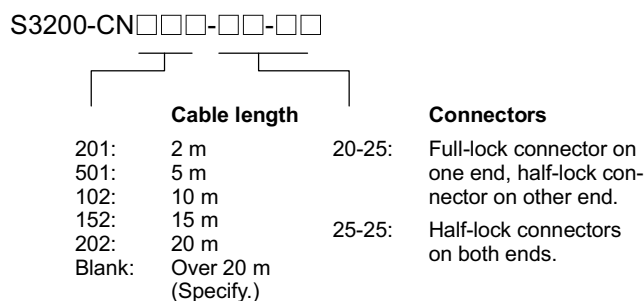 S3200-CN□□□-□□-□□
Cable length
201: 2 m
501: 5 m
102: 10 m
152: 15 m
202: 20 m
Blank: Over 20 m
(Specify.)
Connectors
20-25: Full-lock connector on
one end, half-lock con-
nector on other end.
25-25: Half-lock connectors
on both ends.